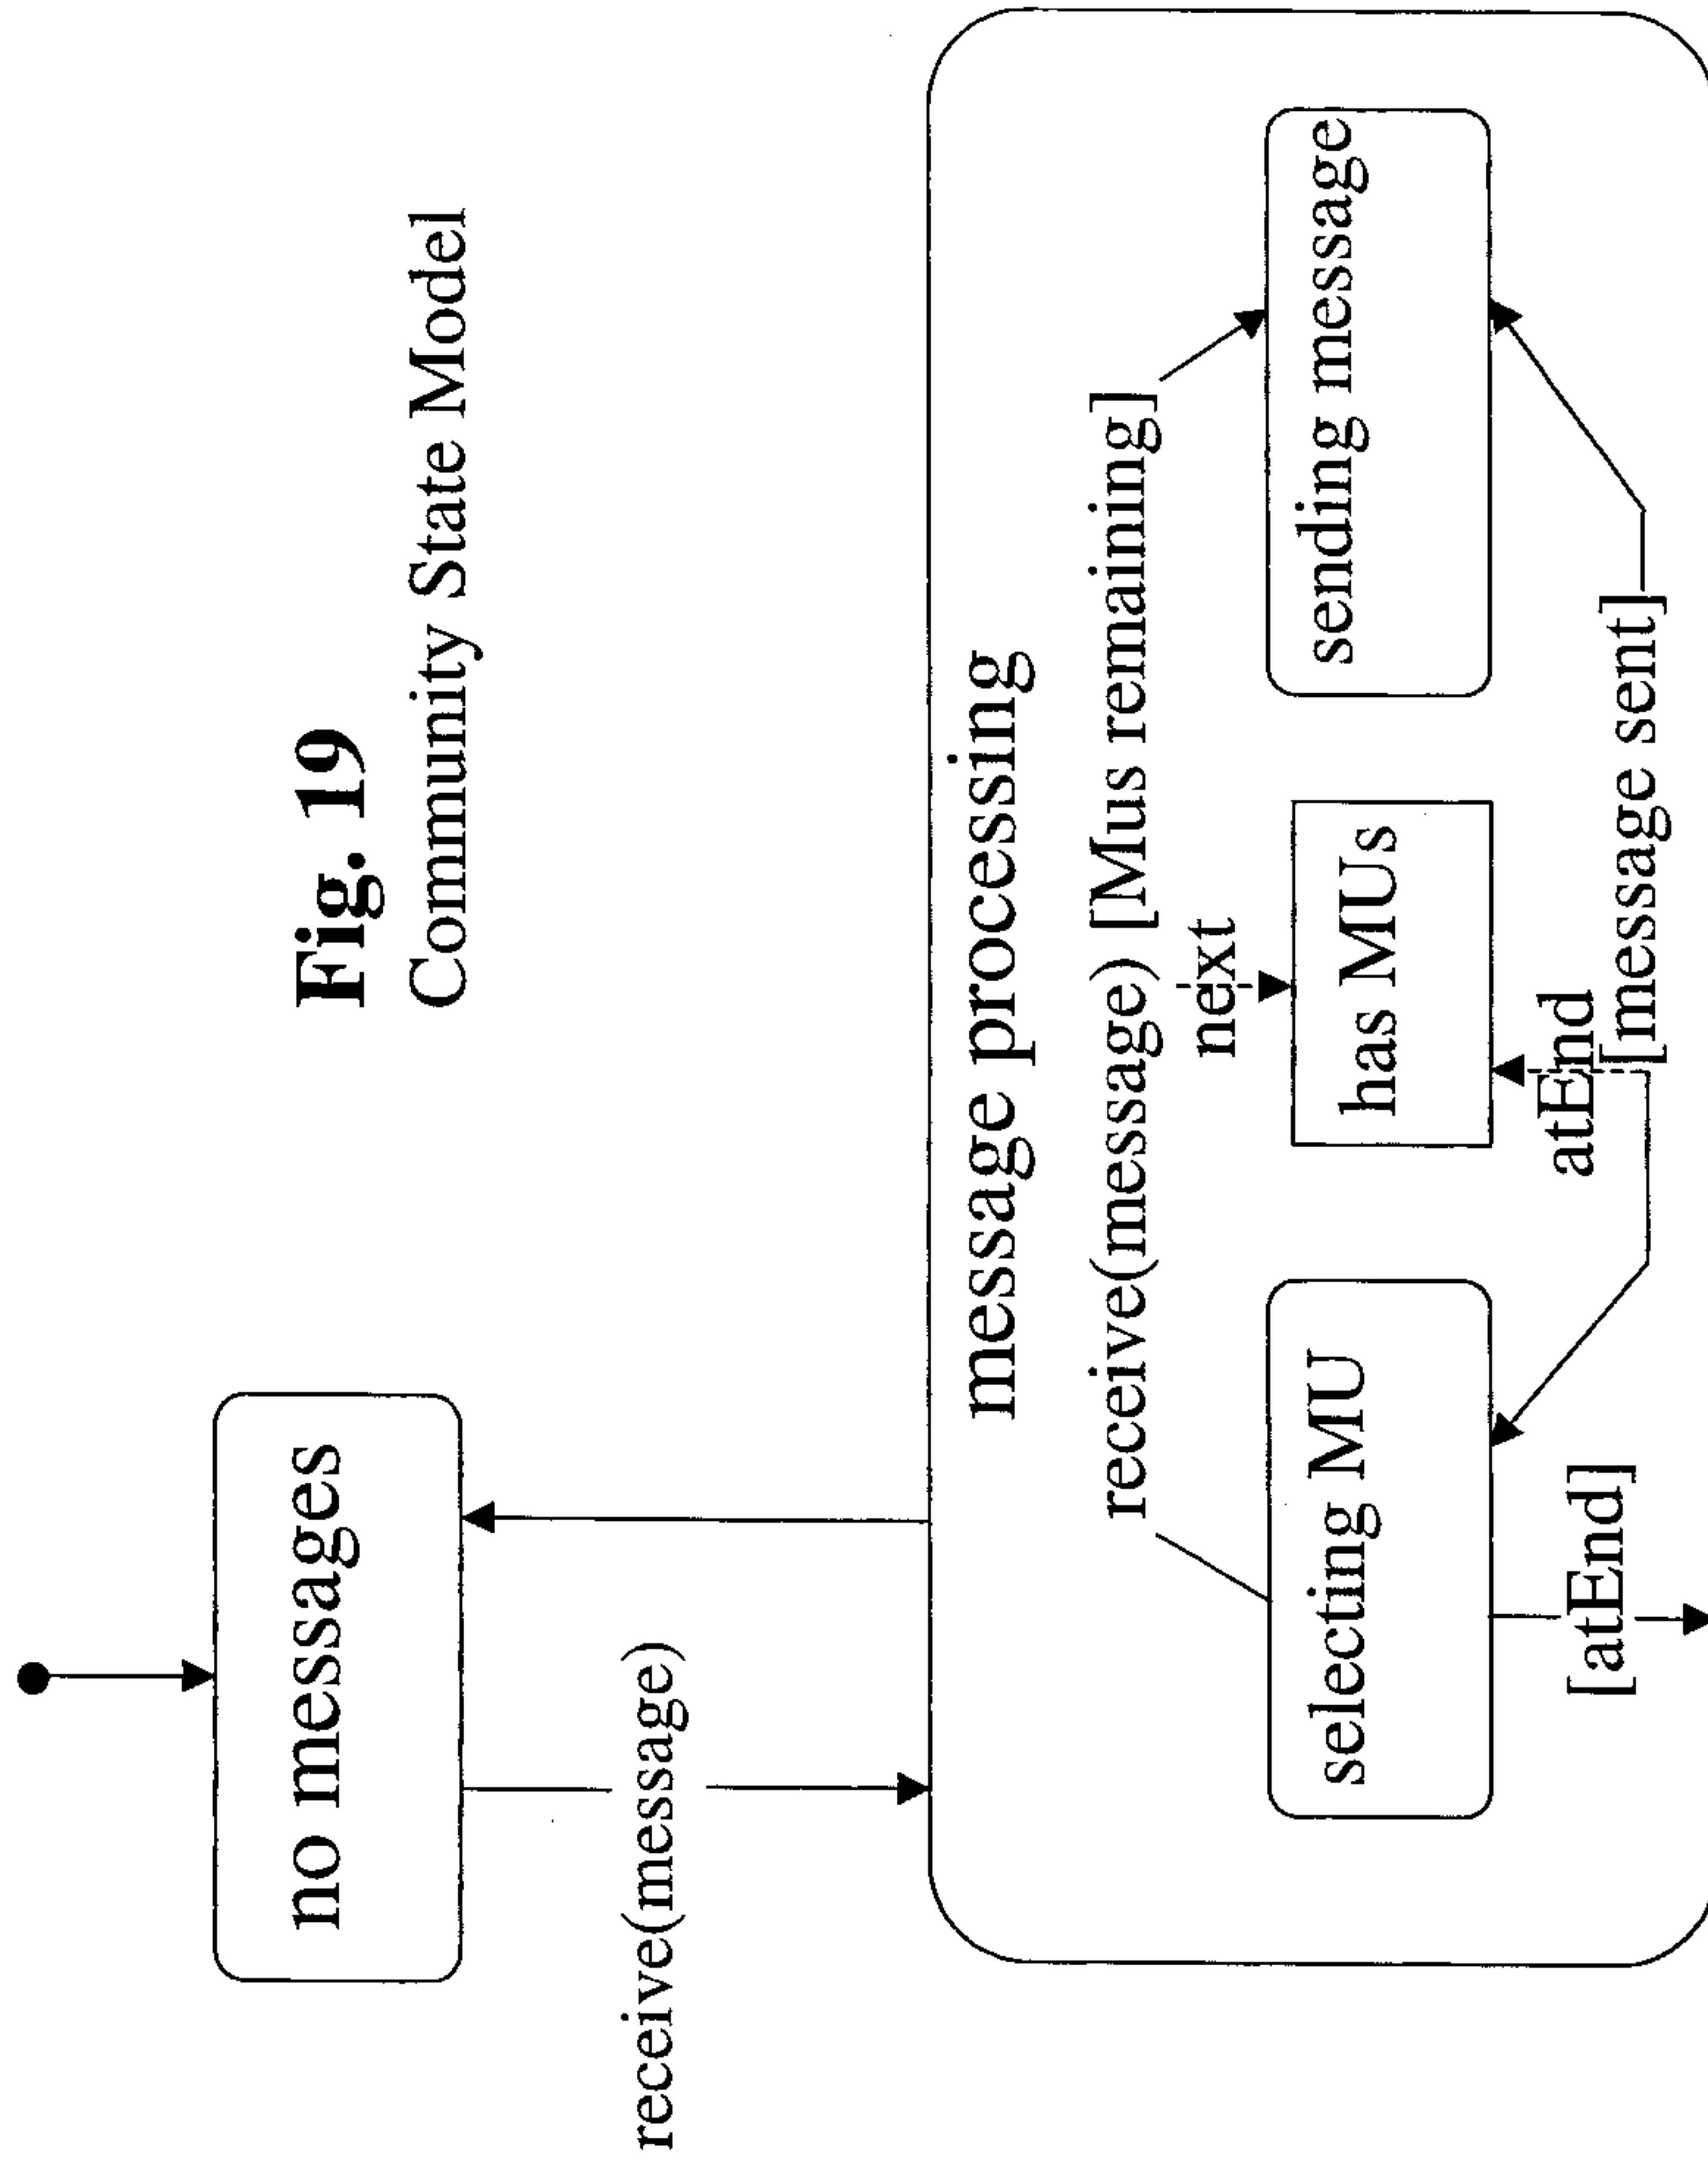 Fig. 19
Community State Model
no messages
receive(message)
message processing
receive(message) [Mus remaining]
next
selecting MU
has MUs
sending message
atEnd
[atEnd]
[message sent]